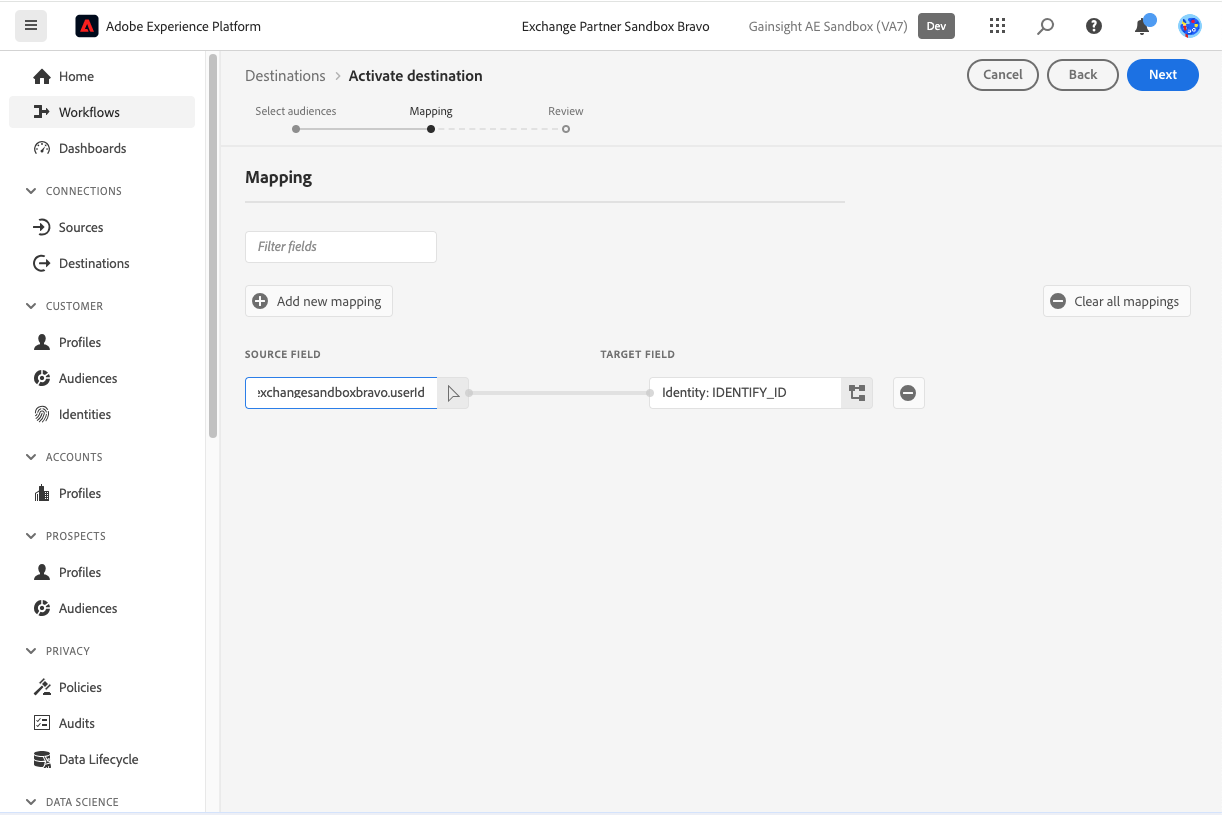 Adobe Experience Platform
Exchange Partner Sandbox Bravo
Gainsight AE Sandbox (VA7)
Dev
Home
Workflows
Dashboards
CONNECTIONS
Sources
Destinations
CUSTOMER
Profiles
Audiences
Identities
ACCOUNTS
Profiles
PROSPECTS
Profiles
Audiences
PRIVACY
Policies
Audits
Data Lifecycle
DATA SCIENCE
Destinations > Activate destination
Cancel
Back
Next
Select audiences
Mapping
Review
Mapping
Filter fields
Add new mapping
Clear all mappings
SOURCE FIELD
TARGET FIELD
exchangesandboxbravo.userId
Identity: IDENTIFY_ID